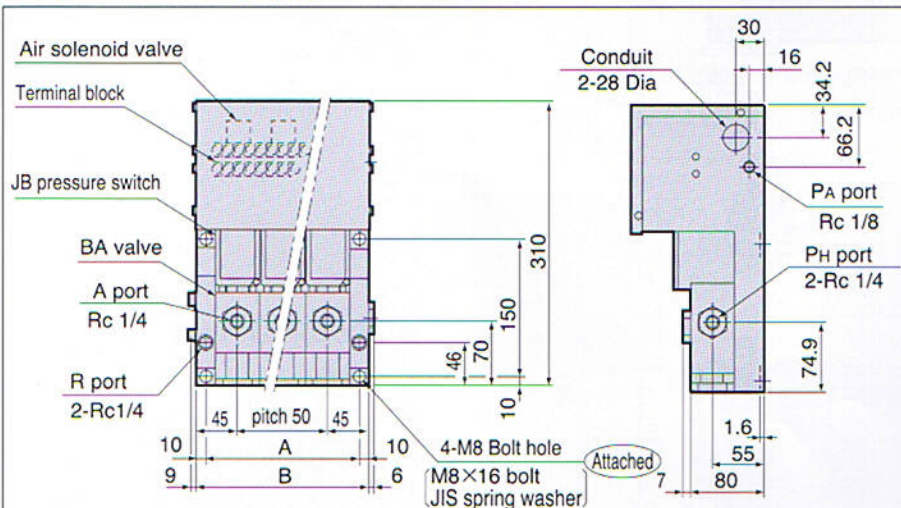 Air solenoid valve
Terminal block
JB pressure switch
BA valve
A port
Rc 1/4
R port
2-Rc1/4
45
pitch 50
45
10
A
10
9
B
6
46
70
150
10
310
4-M8 Bolt hole
M8×16 bolt
JIS spring washer
Attached
Conduit
2-28 Dia
30
16
34.2
66.2
PA port
Rc 1/8
PH port
2-Rc 1/4
74.9
1.6
55
7
80